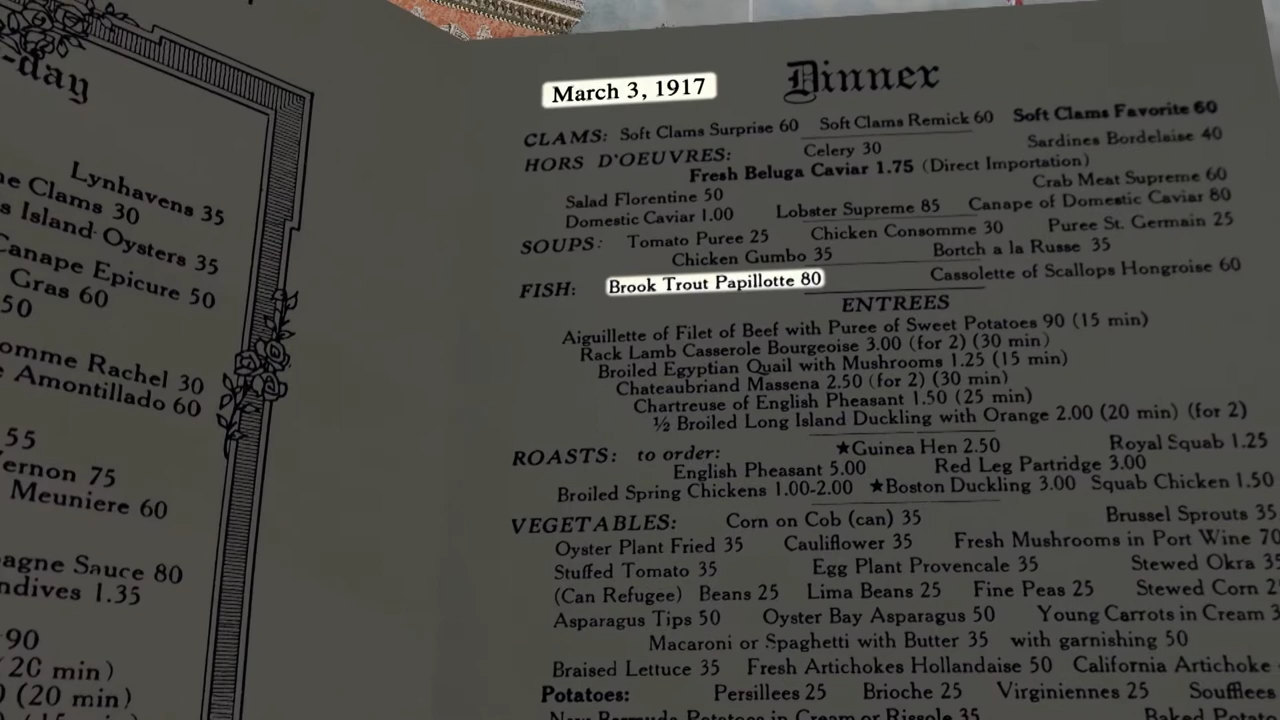 -day
Lynhavens 35
Clams 30
Island Oysters 35
Canape Epicure 50
Gras 60
50
Rachel 30
Amontillado 60
55
75
Meuniere 60
Sauce 80
1.35
90
(20 min)
(20 min)
March 3, 1917
Dinner
CLAMS: Soft Clams Surprise 60 Soft Clams Remick 60 Soft Clams Favorite 60
HORS D'OEUVRES: Celery 30 Sardines Bordelaise 40
Fresh Beluga Caviar 1.75 (Direct Importation)
Salad Florentine 50 Crab Meat Supreme 60
Domestic Caviar 1.00 Lobster Supreme 85 Canape of Domestic Caviar 80
SOUPS: Tomato Puree 25 Chicken Consomme 30 Puree St. Germain 25
Chicken Gumbo 35 Bortch a la Russe 35
FISH: Brook Trout Papillotte 80 Cassolette of Scallops Hongroise 60
ENTREES
Aiguillette of Filet of Beef with Puree of Sweet Potatoes 90 (15 min)
Rack Lamb Casserole Bourgeoise 3.00 (for 2) (30 min)
Broiled Egyptian Quail with Mushrooms 1.25 (15 min)
Chateaubriand Massena 2.50 (for 2) (30 min)
Chartreuse of English Pheasant 1.50 (25 min)
½ Broiled Long Island Duckling with Orange 2.00 (20 min) (for 2)
ROASTS: to order: ★Guinea Hen 2.50 Royal Squab 1.25
English Pheasant 5.00 Red Leg Partridge 3.00
Broiled Spring Chickens 1.00-2.00 ★Boston Duckling 3.00 Squab Chicken 1.50
VEGETABLES: Corn on Cob (can) 35 Brussel Sprouts 35
Oyster Plant Fried 35 Cauliflower 35 Fresh Mushrooms in Port Wine 70
Stuffed Tomato 35 Egg Plant Provencale 35 Stewed Okra 35
(Can Refugee) Beans 25 Lima Beans 25 Fine Peas 25 Stewed Corn 2
Asparagus Tips 50 Oyster Bay Asparagus 50 Young Carrots in Cream 3
Macaroni or Spaghetti with Butter 35 with garnishing 50
Braised Lettuce 35 Fresh Artichokes Hollandaise 50 California Artichoke
Potatoes: Persillees 25 Brioche 25 Virginiennes 25 Soufflees
New Bermuda Potatoes in Cream or Rissole 35 Baked